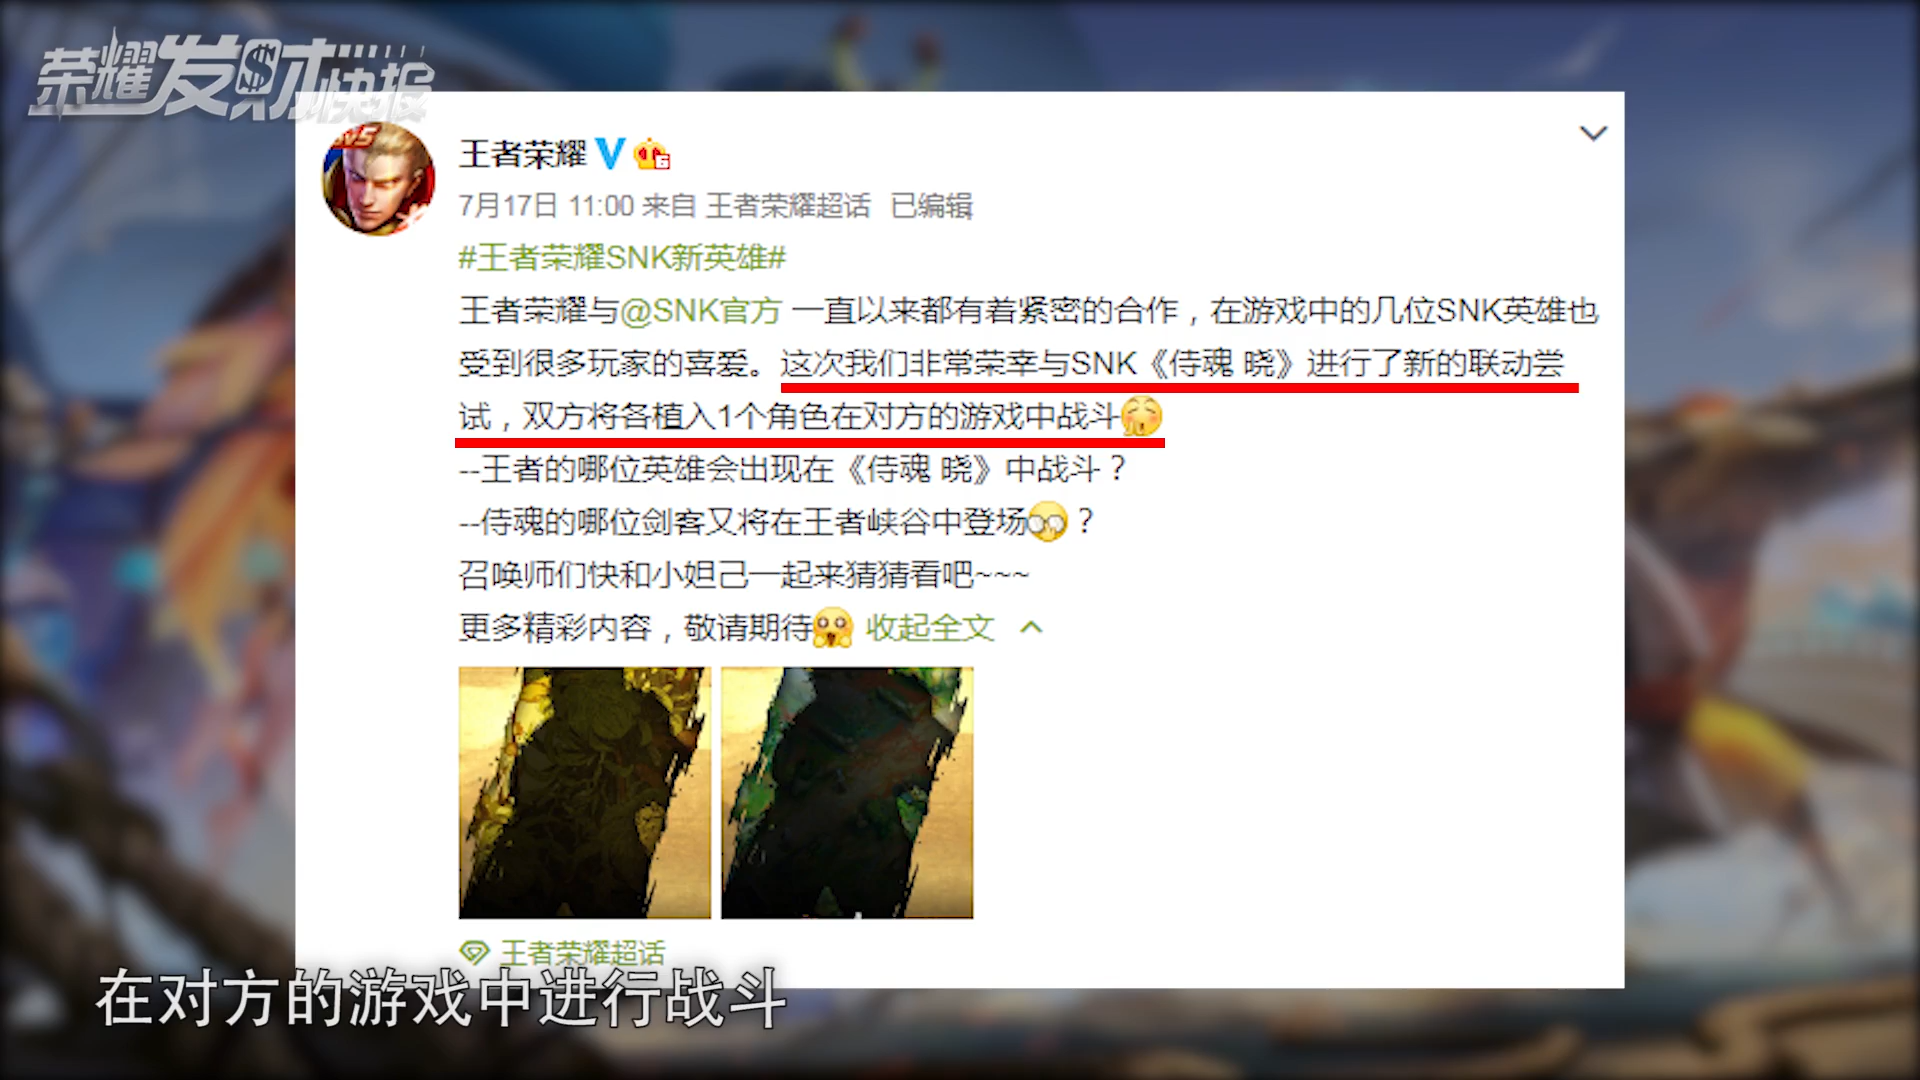 荣耀发财快报
王者荣耀
7月17日 11:00 来自 王者荣耀超话 已编辑
#王者荣耀SNK新英雄#
王者荣耀与@SNK官方 一直以来都有着紧密的合作，在游戏中的几位SNK英雄也
受到很多玩家的喜爱。这次我们非常荣幸与SNK《侍魂 晓》进行了新的联动尝
试，双方将各植入1个角色在对方的游戏中战斗
--王者的哪位英雄会出现在《侍魂 晓》中战斗？
--侍魂的哪位剑客又将在王者峡谷中登场？
召唤师们快和小妲己一起来猜猜看吧~~~
更多精彩内容，敬请期待 收起全文
王者荣耀超话
在对方的游戏中进行战斗